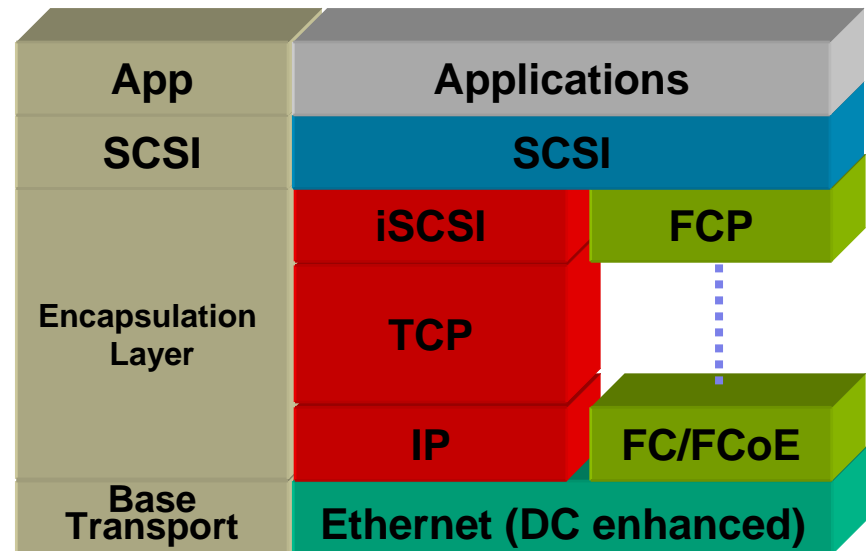 App
Applications
SCSI
SCSI
iSCSI
FCP
Encapsulation
Layer
TCP
IP
FC/FCoE
Base
Transport
Ethernet (DC enhanced)